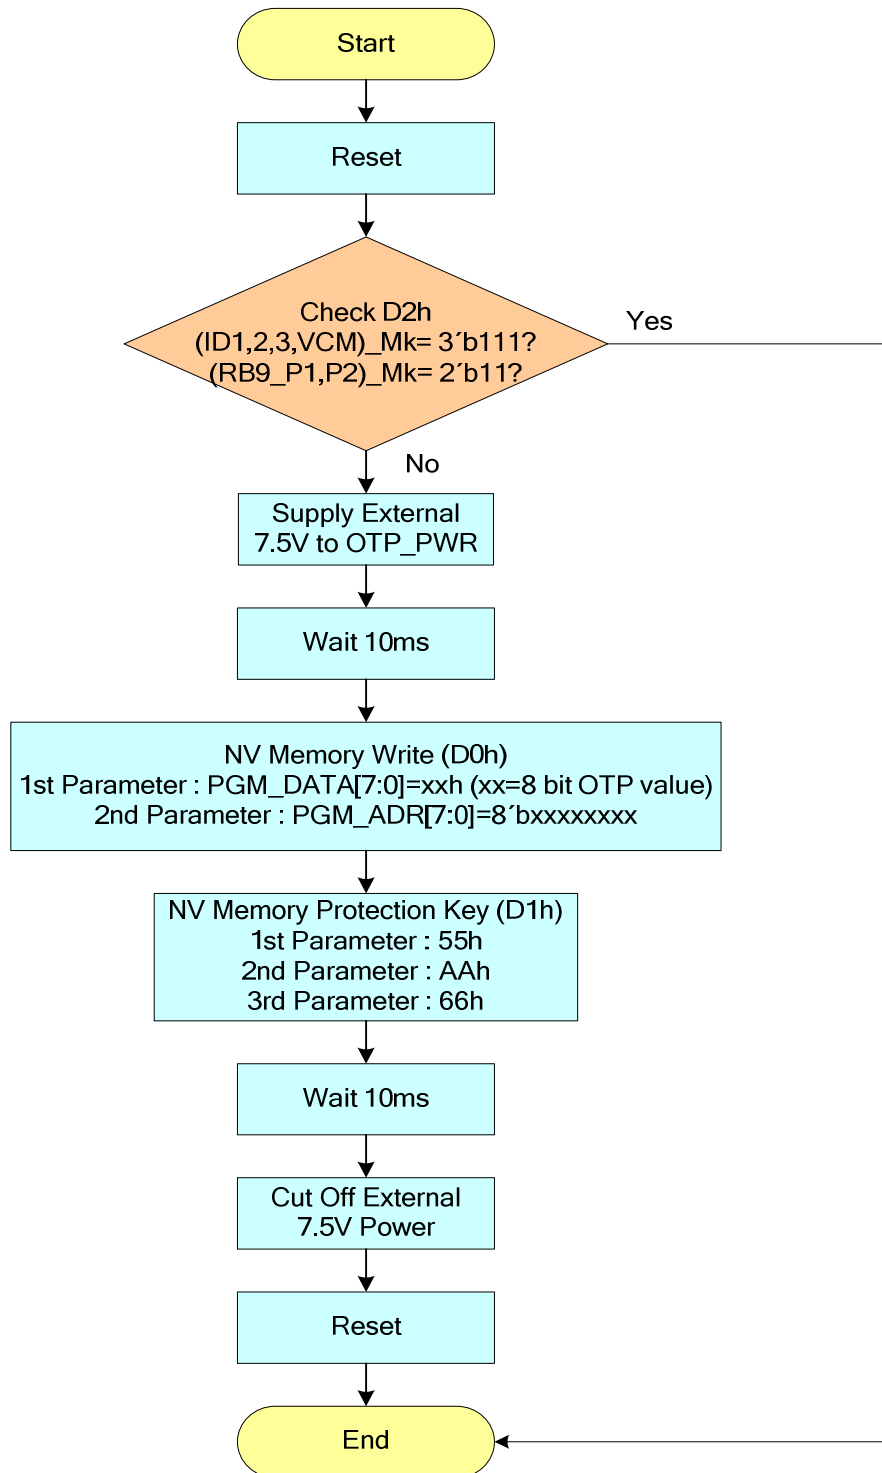 Start
Reset
Check D2h
(ID1,2,3,VCM)_Mk= 3´b111?
(RB9_P1,P2)_Mk= 2´b11?
Yes
No
Supply External
7.5V to OTP_PWR
Wait 10ms
NV Memory Write (D0h)
1st Parameter : PGM_DATA[7:0]=xxh (xx=8 bit OTP value)
2nd Parameter : PGM_ADR[7:0]=8´bxxxxxxxx
NV Memory Protection Key (D1h)
1st Parameter : 55h
2nd Parameter : AAh
3rd Parameter : 66h
Wait 10ms
Cut Off External
7.5V Power
Reset
End